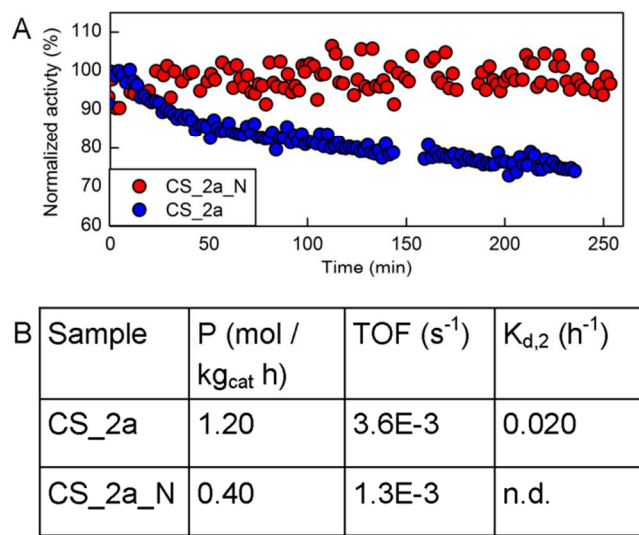 A
Normalized activty (%)
110
100
90
80
70
60
CS_2a_N
CS_2a
0
50
100
150
200
250
Time (min)
B
Sample
P (mol / kg_cat h)
TOF (s⁻¹)
K_d,2 (h⁻¹)
CS_2a
1.20
3.6E-3
0.020
CS_2a_N
0.40
1.3E-3
n.d.